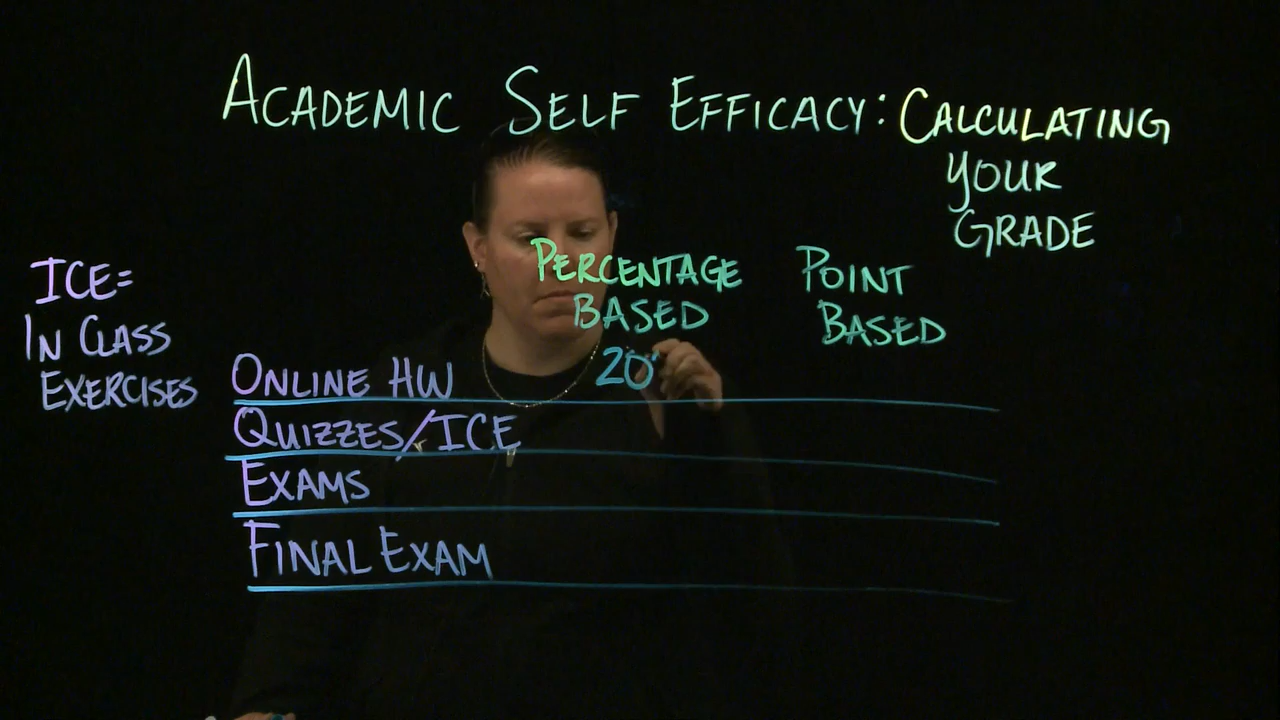 ACADEMIC SELF EFFICACY: CALCULATING
YOUR
GRADE
ICE=
IN CLASS
EXERCISES
PERCENTAGE
BASED
POINT
BASED
ONLINE HW 20
QUIZZES/ICE
EXAMS
FINAL EXAM